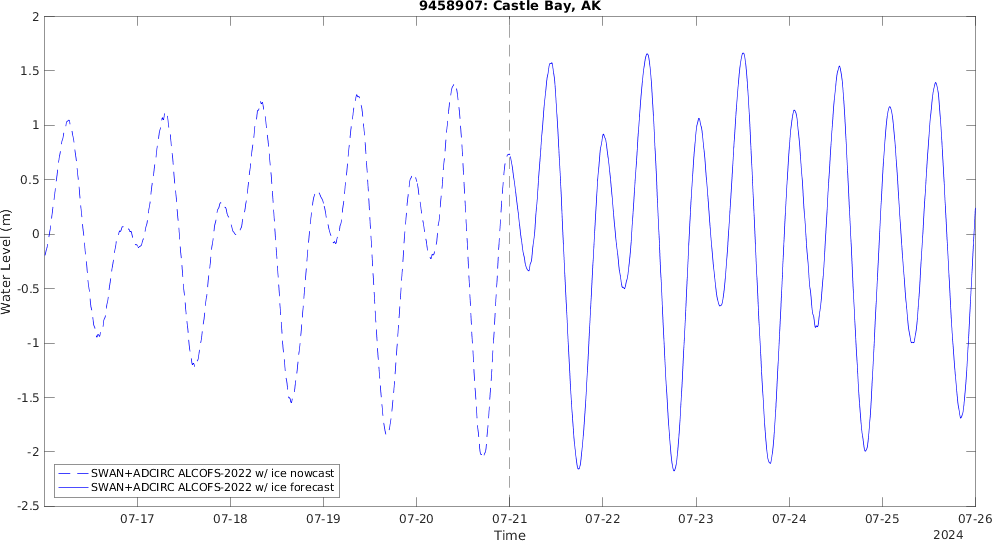 9458907: Castle Bay, AK
2
1.5
1
0.5
0
-0.5
-1
-1.5
-2
-2.5
Water Level (m)
SWAN+ADCIRC ALCOFS-2022 w/ ice nowcast
SWAN+ADCIRC ALCOFS-2022 w/ ice forecast
07-17 07-18 07-19 07-20 07-21 07-22 07-23 07-24 07-25 07-26
Time
2024